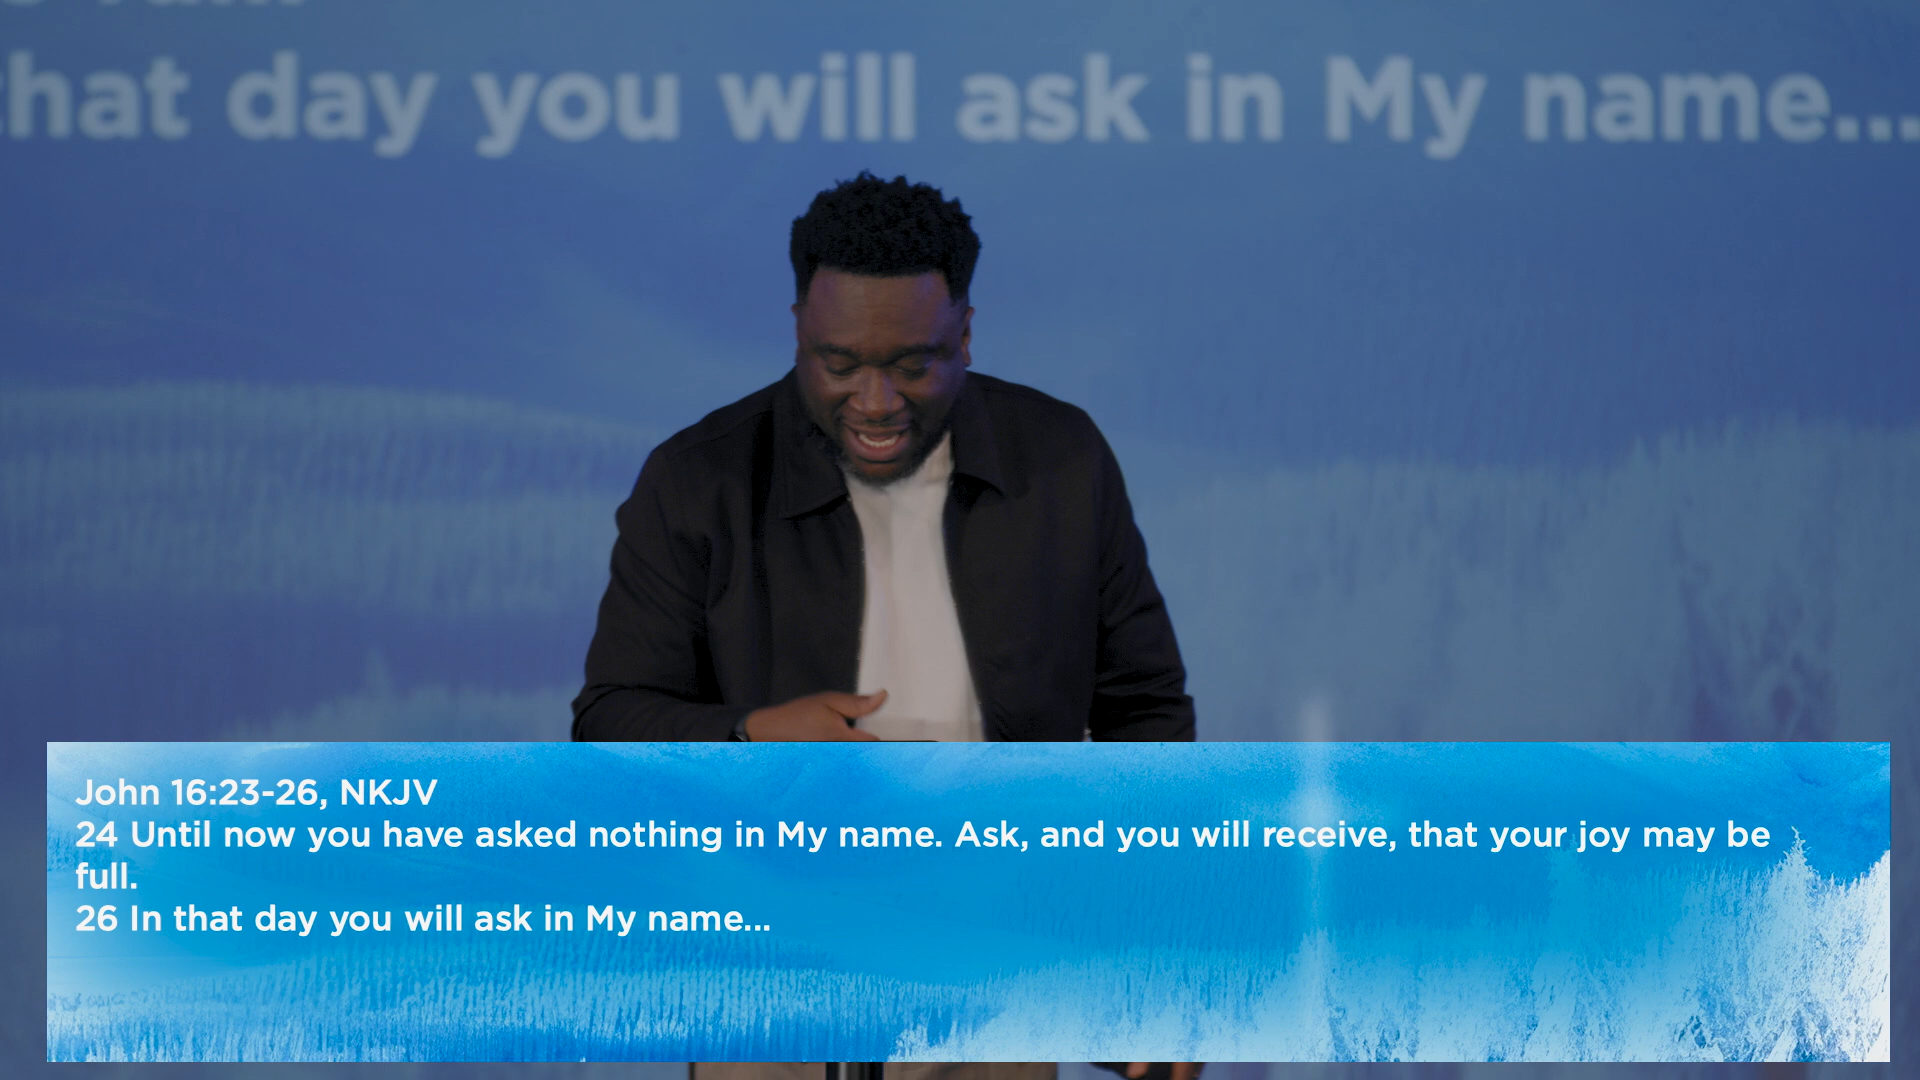 that day you will ask in My name...
John 16:23-26, NKJV
24 Until now you have asked nothing in My name. Ask, and you will receive, that your joy may be
full.
26 In that day you will ask in My name...